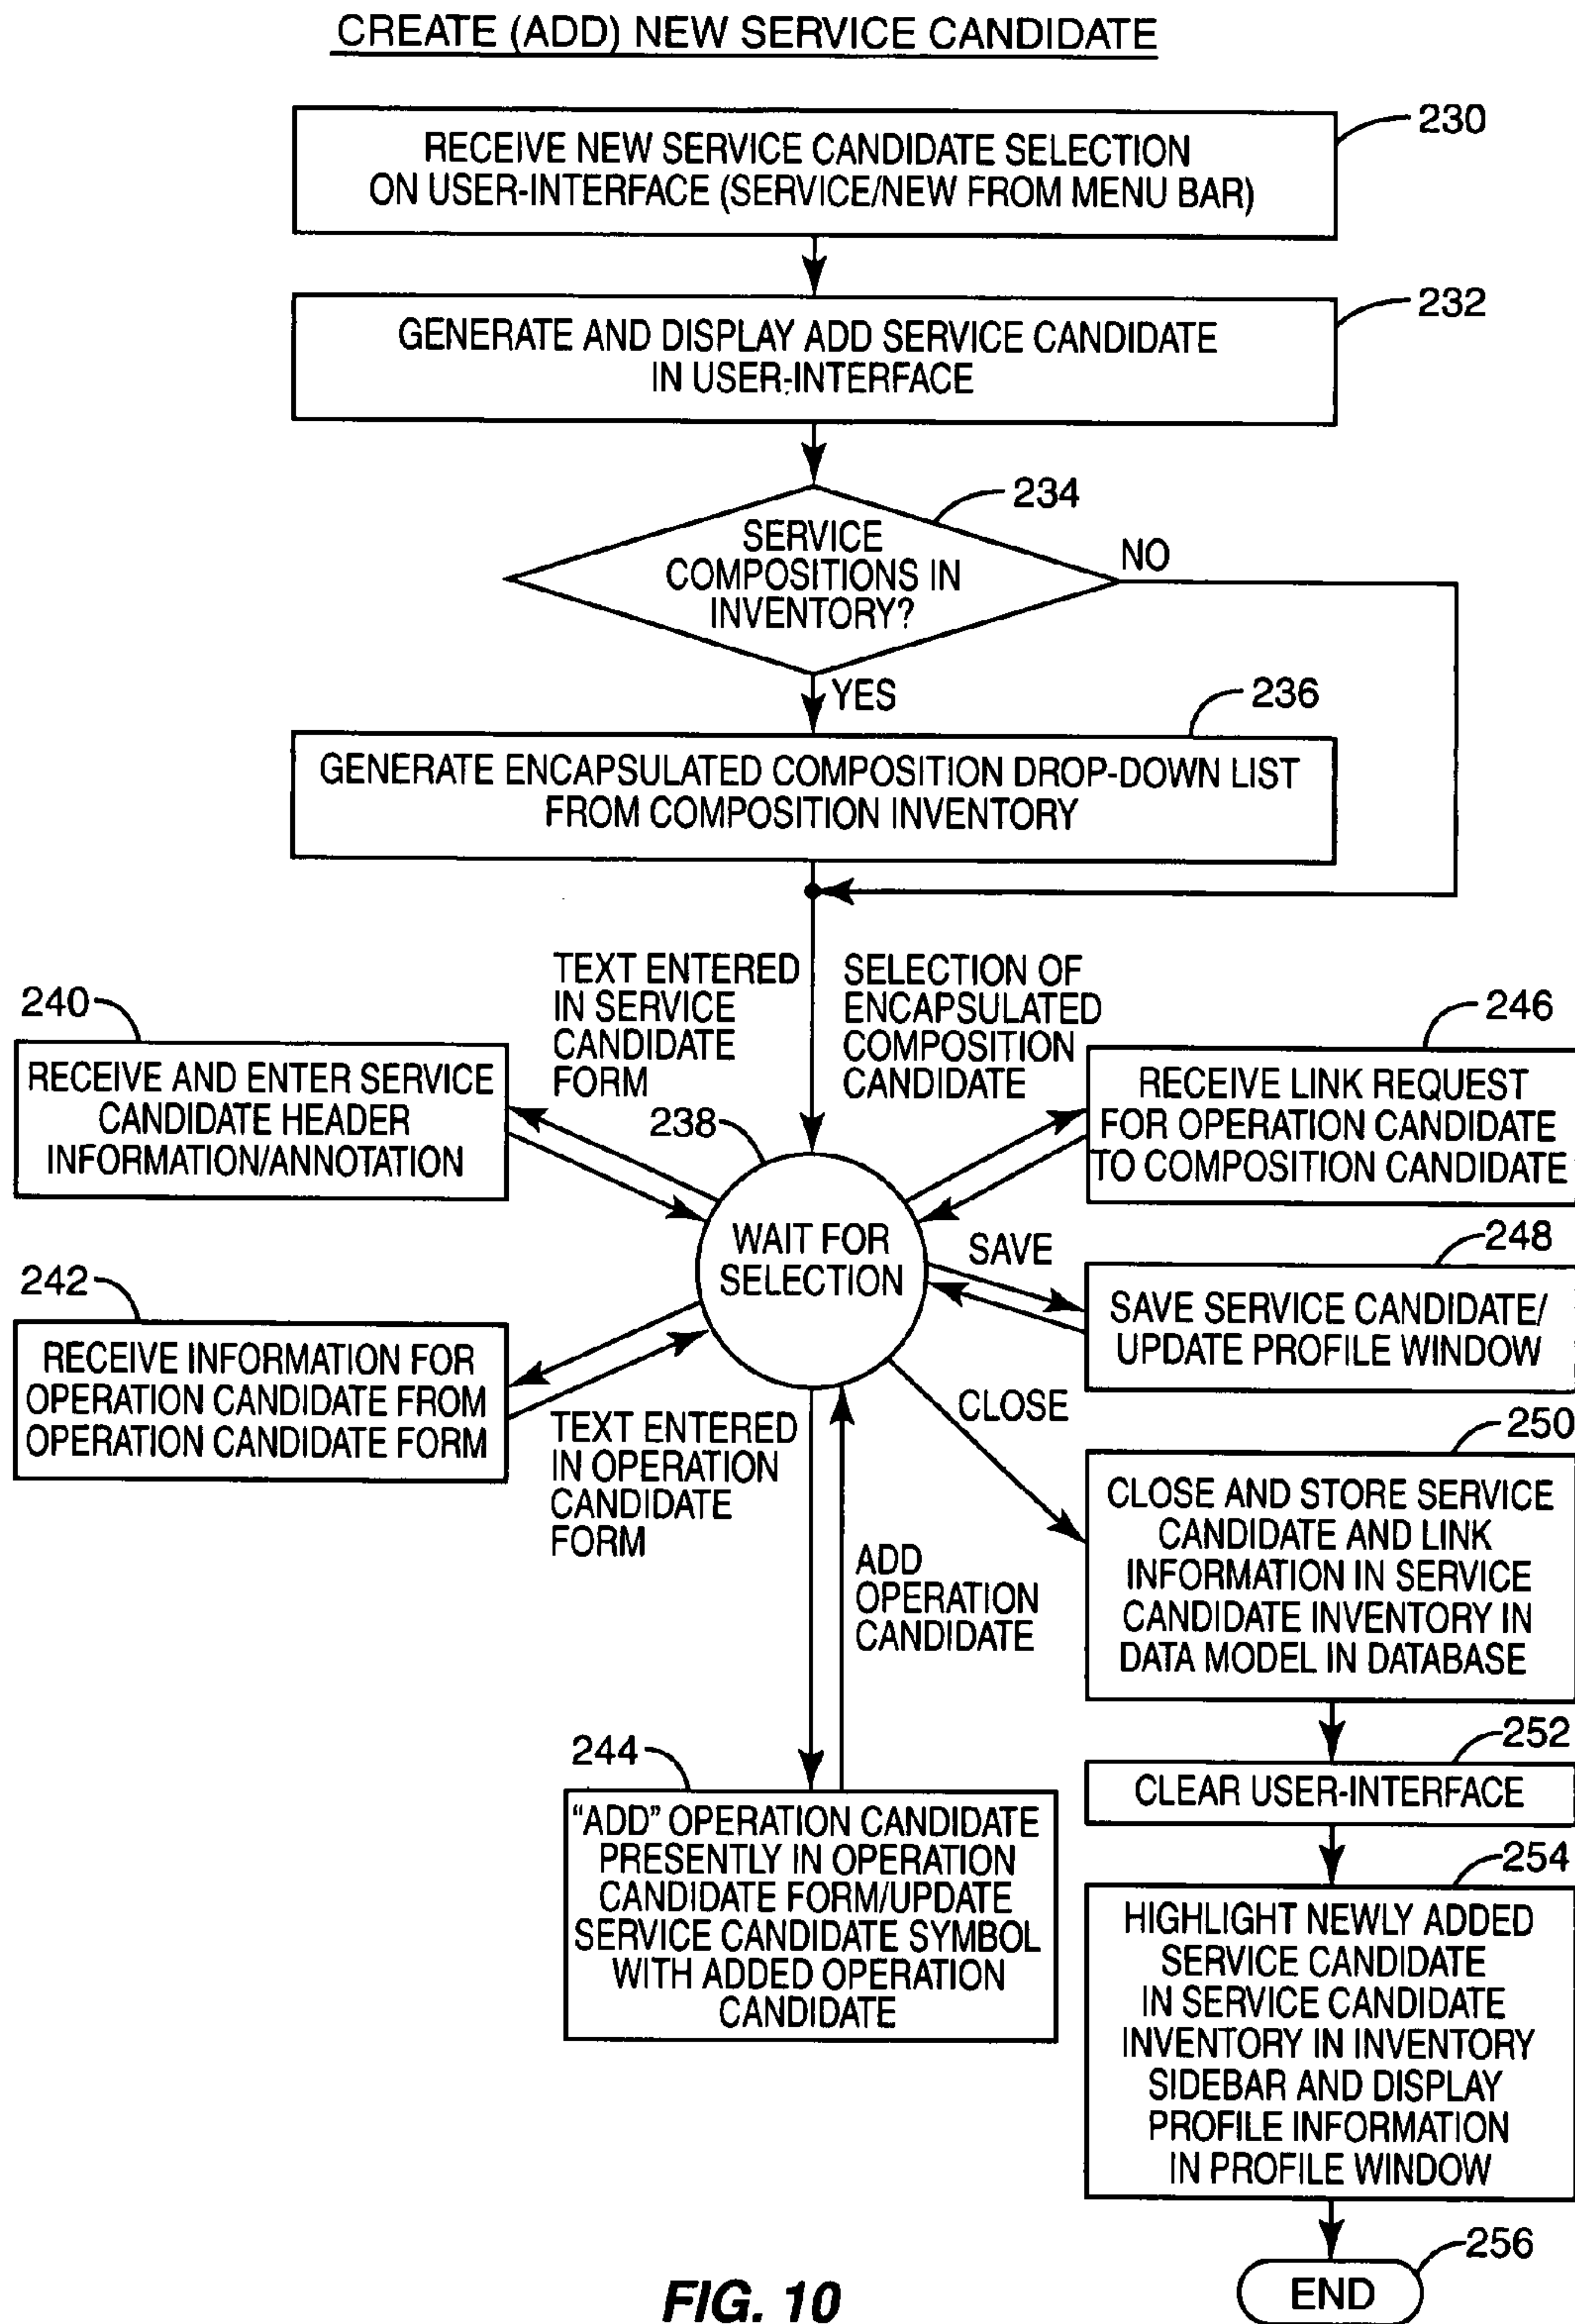 CREATE (ADD) NEW SERVICE CANDIDATE
230
RECEIVE NEW SERVICE CANDIDATE SELECTION
ON USER-INTERFACE (SERVICE/NEW FROM MENU BAR)
232
GENERATE AND DISPLAY ADD SERVICE CANDIDATE
IN USER-INTERFACE
234
SERVICE
COMPOSITIONS IN
INVENTORY?
NO
YES
236
GENERATE ENCAPSULATED COMPOSITION DROP-DOWN LIST
FROM COMPOSITION INVENTORY
TEXT ENTERED
IN SERVICE
CANDIDATE
FORM
SELECTION OF
ENCAPSULATED
COMPOSITION
CANDIDATE
240
RECEIVE AND ENTER SERVICE
CANDIDATE HEADER
INFORMATION/ANNOTATION
246
RECEIVE LINK REQUEST
FOR OPERATION CANDIDATE
TO COMPOSITION CANDIDATE
238
WAIT FOR
SELECTION
SAVE
248
SAVE SERVICE CANDIDATE/
UPDATE PROFILE WINDOW
242
RECEIVE INFORMATION FOR
OPERATION CANDIDATE FROM
OPERATION CANDIDATE FORM
TEXT ENTERED
IN OPERATION
CANDIDATE
FORM
CLOSE
250
CLOSE AND STORE SERVICE
CANDIDATE AND LINK
INFORMATION IN SERVICE
CANDIDATE INVENTORY IN
DATA MODEL IN DATABASE
ADD
OPERATION
CANDIDATE
244
"ADD" OPERATION CANDIDATE
PRESENTLY IN OPERATION
CANDIDATE FORM/UPDATE
SERVICE CANDIDATE SYMBOL
WITH ADDED OPERATION
CANDIDATE
252
CLEAR USER-INTERFACE
254
HIGHLIGHT NEWLY ADDED
SERVICE CANDIDATE
IN SERVICE CANDIDATE
INVENTORY IN INVENTORY
SIDEBAR AND DISPLAY
PROFILE INFORMATION
IN PROFILE WINDOW
256
END
FIG. 10